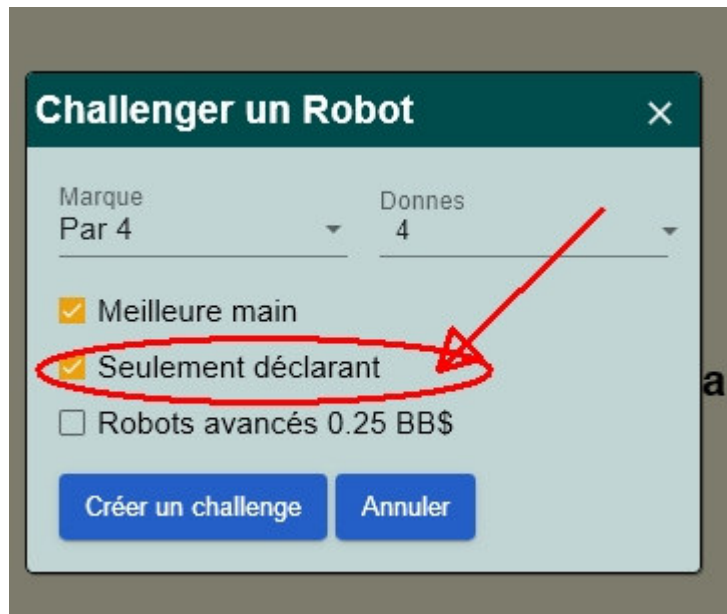 Challenger un Robot
Marque
Donnes
Par 4
4
Meilleure main
Seulement déclarant
Robots avancés 0.25 BB$
Créer un challenge
Annuler
a